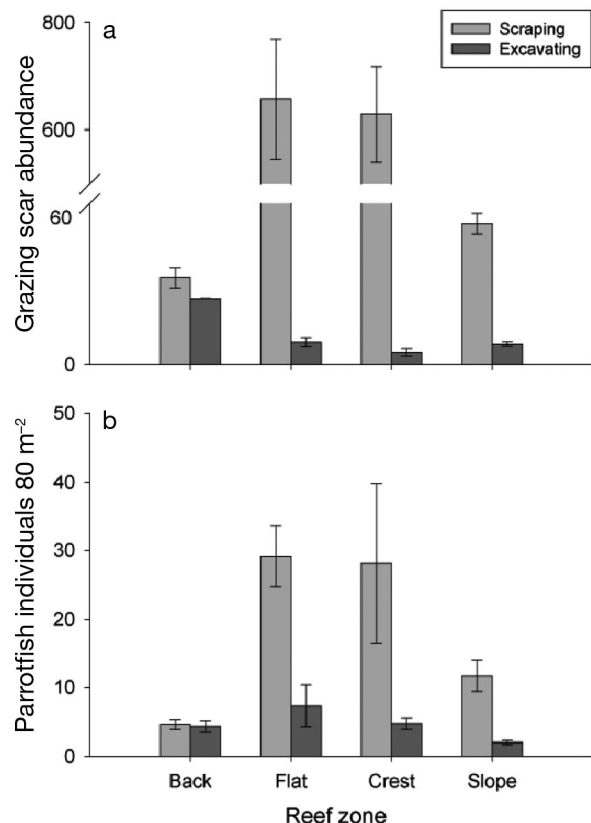 a
Scraping
Excavating
Grazing scar abundance
800
600
60
0
b
Parrotfish individuals 80 m⁻²
50
40
30
20
10
0
Back Flat Crest Slope
Reef zone